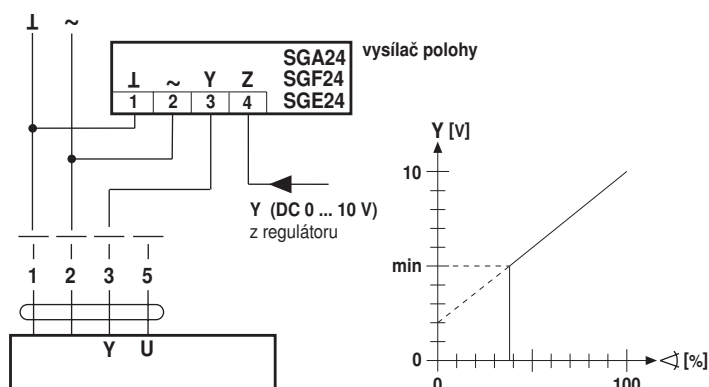 ⊥ ~
SGA24 vysílač polohy
⊥ ~ Y Z SGF24
1 2 3 4 SGE24
Y (DC 0 ... 10 V)
z regulátoru
1 2 3 5
Y U
Y [V]
10
min
0
0 100
[%]